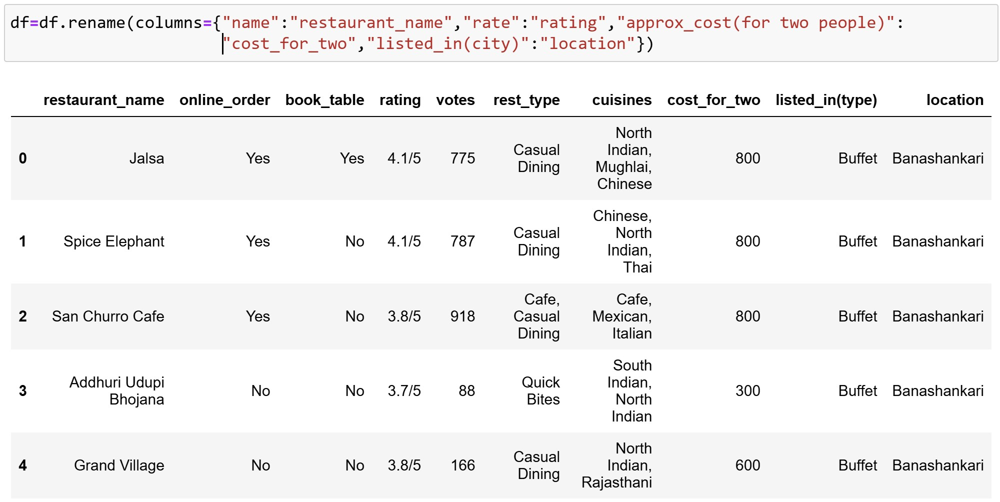 df=df.rename(columns={"name":"restaurant_name","rate":"rating","approx_cost(for two people)":
"cost_for_two","listed_in(city)":"location"})
restaurant_name online_order book_table rating votes rest_type cuisines cost_for_two listed_in(type) location
0 Jalsa Yes Yes 4.1/5 775 Casual Dining North Indian, Mughlai, Chinese 800 Buffet Banashankari
1 Spice Elephant Yes No 4.1/5 787 Casual Dining Chinese, North Indian, Thai 800 Buffet Banashankari
2 San Churro Cafe Yes No 3.8/5 918 Cafe, Casual Dining Cafe, Mexican, Italian 800 Buffet Banashankari
3 Addhuri Udupi Bhojana No No 3.7/5 88 Quick Bites South Indian, North Indian 300 Buffet Banashankari
4 Grand Village No No 3.8/5 166 Casual Dining North Indian, Rajasthani 600 Buffet Banashankari